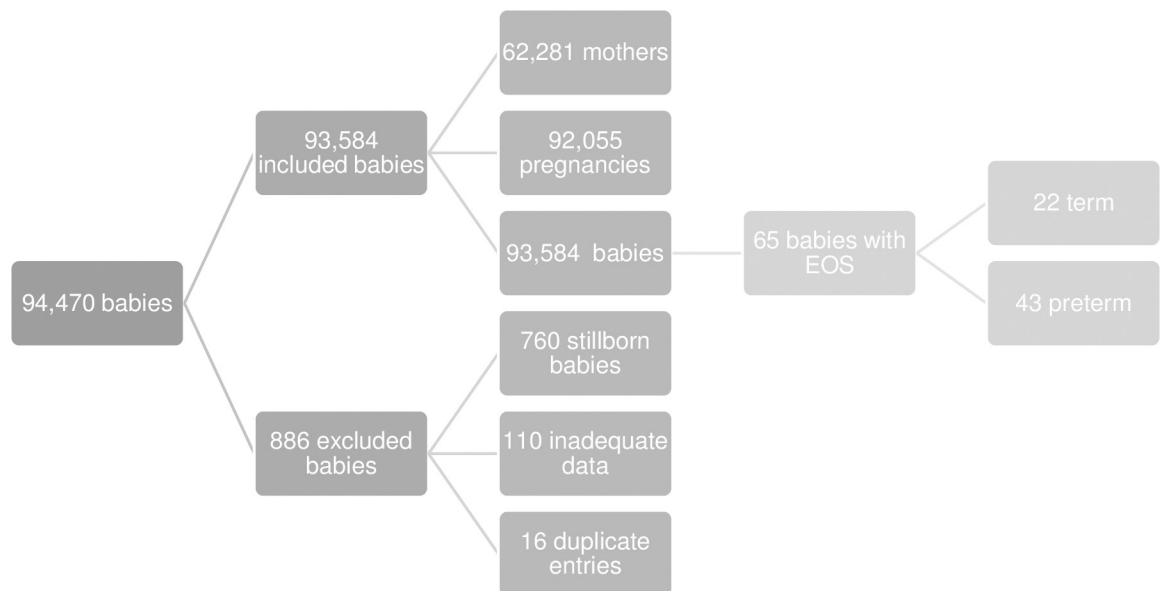 94,470 babies
93,584
included babies
886 excluded
babies
62,281 mothers
92,055
pregnancies
93,584 babies
760 stillborn
babies
110 inadequate
data
16 duplicate
entries
65 babies with
EOS
22 term
43 preterm